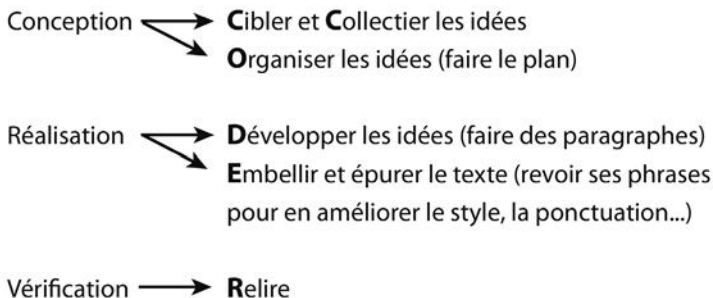 Conception Cibler et Collectier les idées
Organiser les idées (faire le plan)
Réalisation Développer les idées (faire des paragraphes)
Embellir et épurer le texte (revoir ses phrases
pour en améliorer le style, la ponctuation...)
Vérification Relire